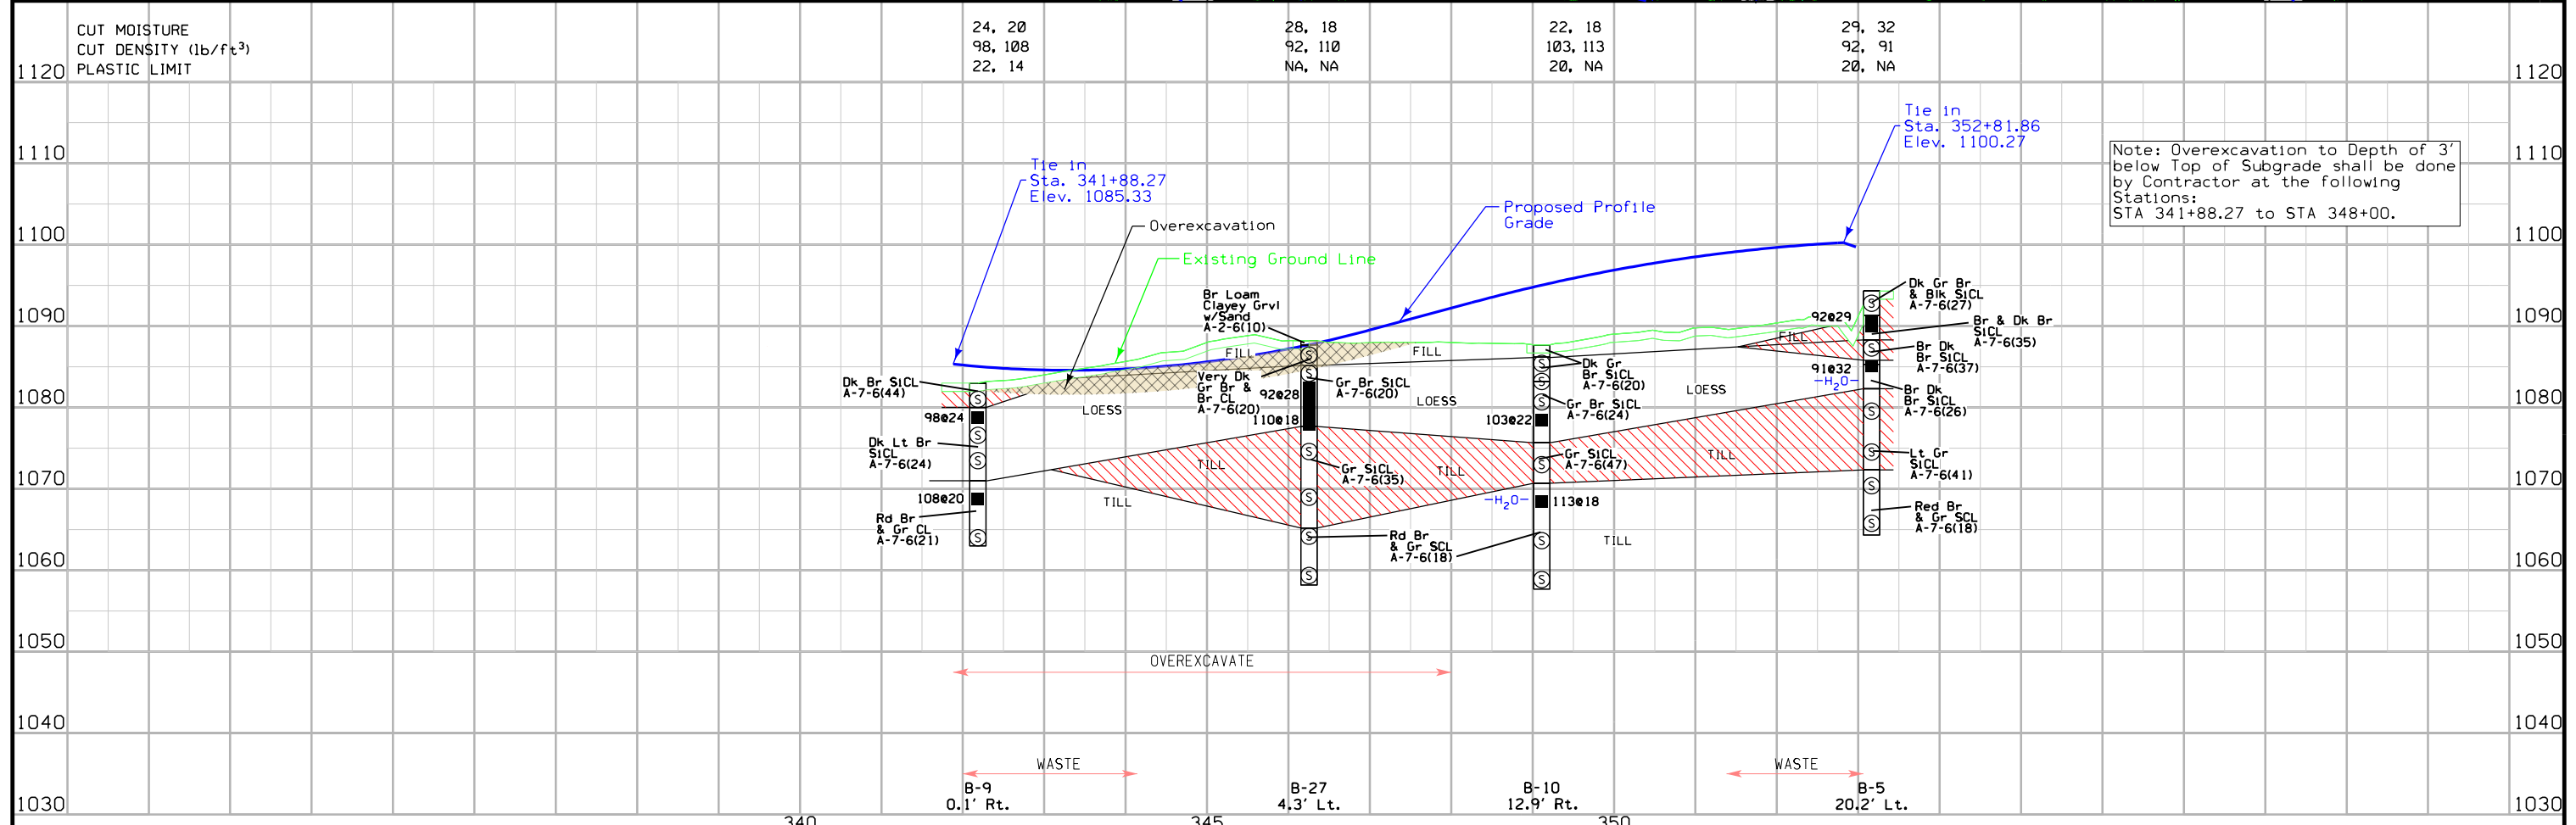 CUT MOISTURE
CUT DENSITY (lb/ft³)
PLASTIC LIMIT
24, 20
98, 108
22, 14
28, 18
92, 110
NA, NA
22, 18
103, 113
20, NA
29, 32
92, 91
20, NA
1120
1110
1100
1090
1080
1070
1060
1050
1040
1030
1120
1110
1100
1090
1080
1070
1060
1050
1040
1030
Tie in
Sta. 341+88.27
Elev. 1085.33
Overexcavation
Existing Ground Line
Proposed Profile
Grade
Tie in
Sta. 352+81.86
Elev. 1100.27
Note: Overexcavation to Depth of 3'
below Top of Subgrade shall be done
by Contractor at the following
Stations:
STA 341+88.27 to STA 348+00.
Br Loam
Clayey Grvl
w/Sand
A-2-6(10)
FILL
FILL
FILL
Dk Br SiCL
A-7-6(44)
98@24
Dk Lt Br
SiCL
A-7-6(24)
108@20
Rd Br
& Gr CL
A-7-6(21)
S
S
S
S
LOESS
LOESS
LOESS
Very Dk
Gr Br &
Br CL
A-7-6(20)
92@28
110@18
Gr Br SiCL
A-7-6(20)
Gr SiCL
A-7-6(35)
S
S
S
S
S
S
TILL
TILL
TILL
TILL
TILL
Rd Br
& Gr SCL
A-7-6(18)
Dk Gr
Br SiCL
A-7-6(20)
Gr Br SiCL
A-7-6(24)
103@22
Gr SiCL
A-7-6(47)
H₂O
113@18
S
S
S
S
S
S
92@29
91@32
H₂O
Dk Gr Br
& Blk SiCL
A-7-6(27)
Br & Dk Br
SiCL
A-7-6(35)
Br Dk
Br SiCL
A-7-6(37)
Br Dk
Br SiCL
A-7-6(26)
Lt Gr
SiCL
A-7-6(41)
Red Br
& Gr SCL
A-7-6(18)
S
S
S
S
S
S
OVEREXCAVATE
WASTE
WASTE
B-9
0.1' Rt.
B-27
4.3' Lt.
B-10
12.9' Rt.
B-5
20.2' Lt.
340
345
350